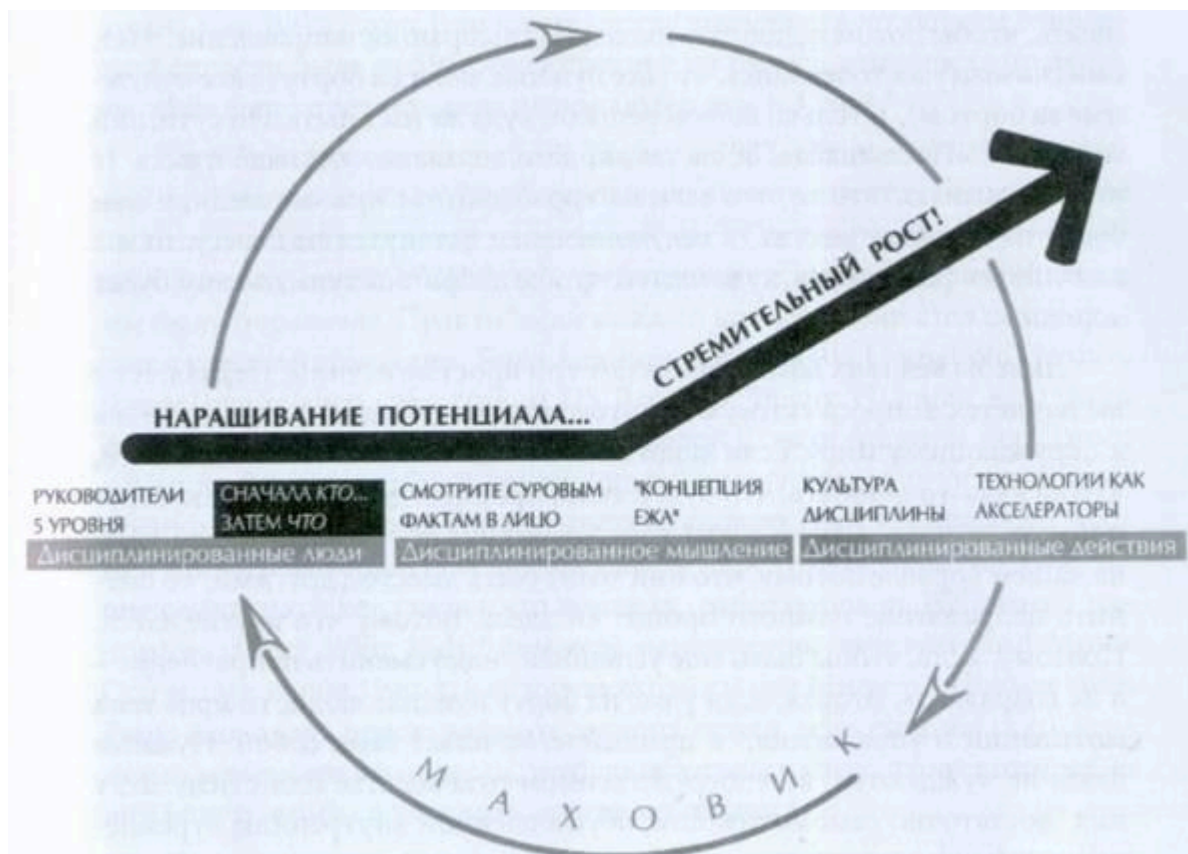 СТРЕМИТЕЛЬНЫЙ РОСТ!
НАРАЩИВАНИЕ ПОТЕНЦИАЛА...
РУКОВОДИТЕЛИ
5 УРОВНЯ
СНАЧАЛА КТО...
ЗАТЕМ ЧТО
СМОТРИТЕ СУРОВЫМ
ФАКТАМ В ЛИЦО
"КОНЦЕПЦИЯ
ЕЖА"
КУЛЬТУРА
ДИСЦИПЛИНЫ
ТЕХНОЛОГИИ КАК
АКСЕЛЕРАТОРЫ
Дисциплинированные люди
Дисциплинированное мышление
Дисциплинированные действия
МАХОВИК